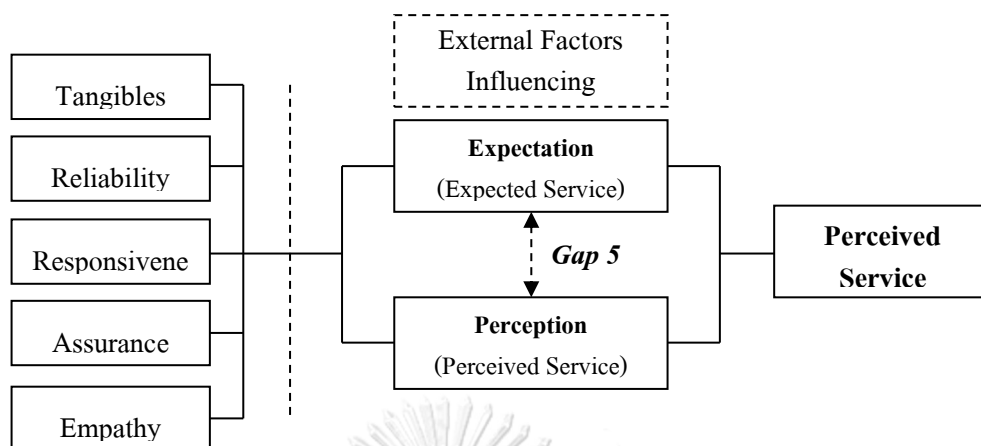 Tangibles
Reliability
Responsivene
Assurance
Empathy
External Factors
Influencing
Expectation
(Expected Service)
Gap 5
Perception
(Perceived Service)
Perceived
Service